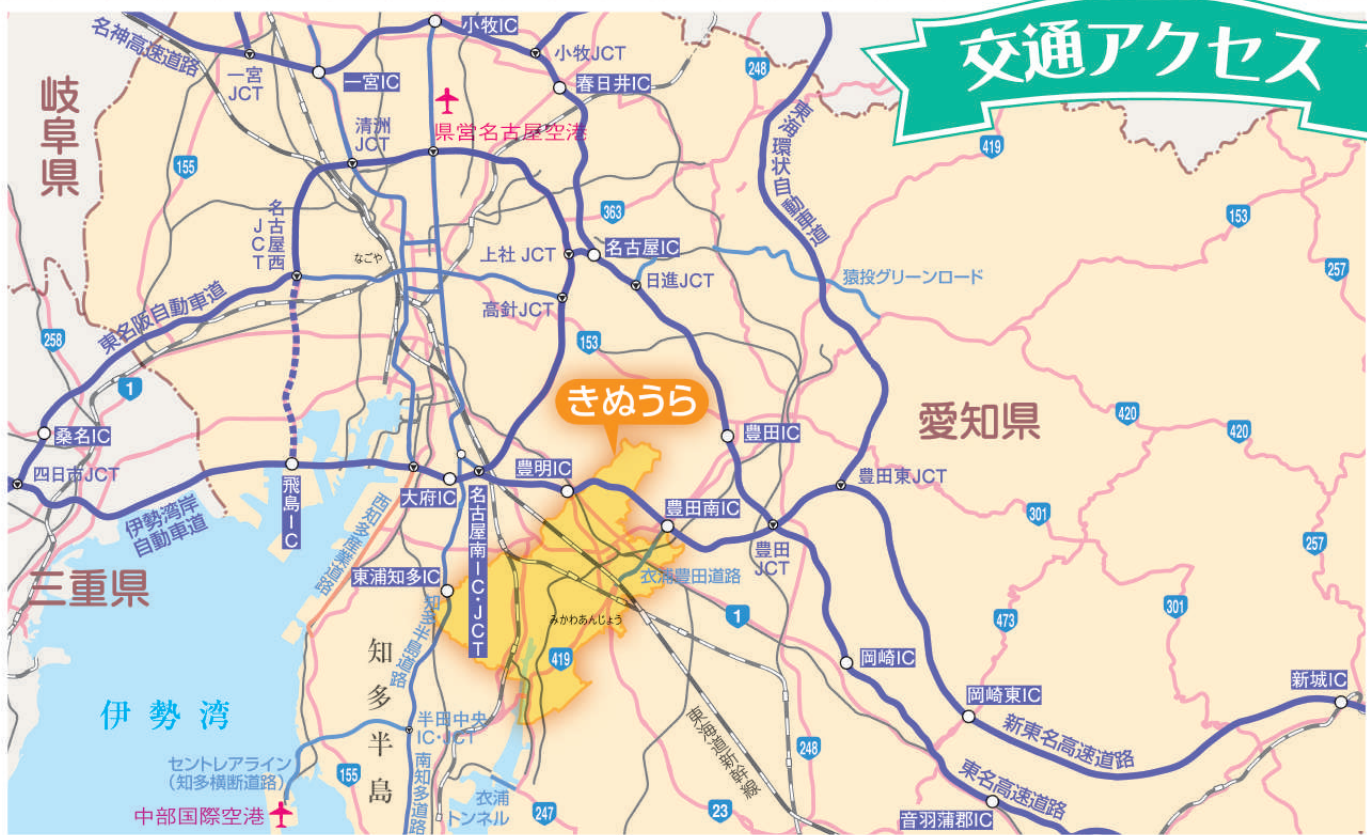 交通アクセス
名神高速道路
小牧IC
小牧JCT
248
一宮
JCT
一宮IC
春日井IC
岐阜県
清洲
JCT
県営名古屋空港
東海環状自動車道
419
155
153
363
名古屋西
JCT
なごや
上社 JCT
名古屋IC
257
日進JCT
猿投グリーンロード
高針JCT
東名阪自動車道
258
153
1
きぬうら
愛知県
420
420
桑名IC
豊田IC
四日市JCT
豊明IC
豊田東JCT
飛島IC
大府IC
名古屋南IC・JCT
豊田南IC
301
伊勢湾岸
自動車道
西知多産業道路
豊田
JCT
257
三重県
東浦知多IC
衣浦豊田道路
知多半島道路
みかわあんじょう
1
301
473
知多半島
419
岡崎IC
新城IC
岡崎東IC
伊勢湾
半田中央
IC・JCT
東海道新幹線
新東名高速道路
248
セントレアライン
(知多横断道路)
155
南知多道路
衣浦
トンネル
東名高速道路
中部国際空港
247
23
音羽蒲郡IC